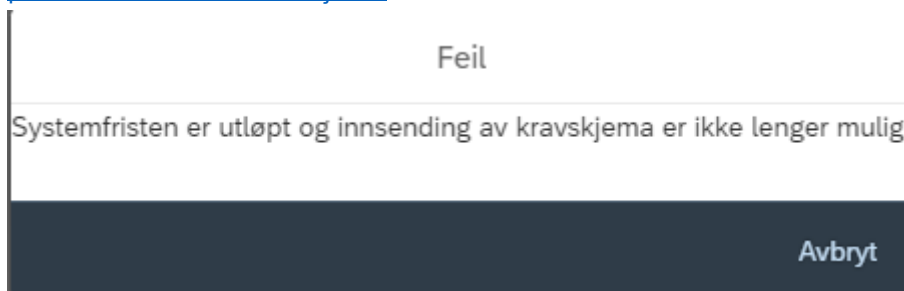 Feil
Systemfristen er utløpt og innsending av kravskjema er ikke lenger mulig
Avbryt